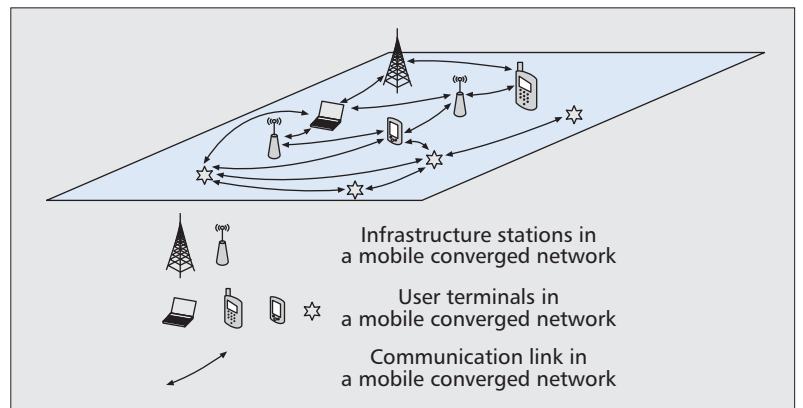 Infrastructure stations in
a mobile converged network
User terminals in
a mobile converged network
Communication link in
a mobile converged network